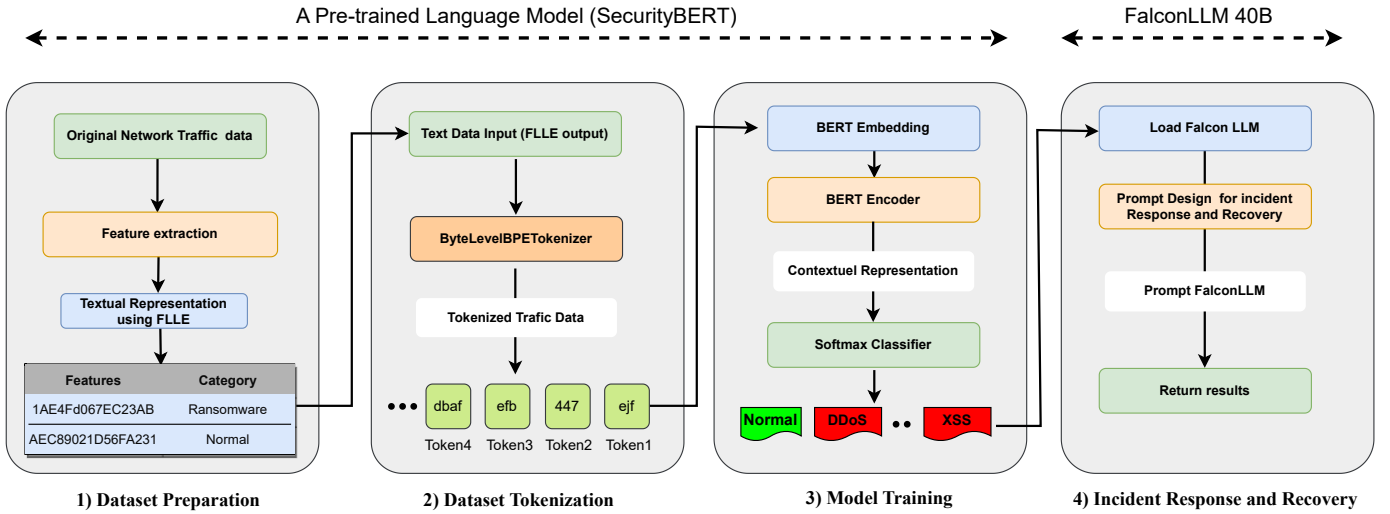 A Pre-trained Language Model (SecurityBERT)
FalconLLM 40B
Original Network Traffic data
Feature extraction
Textual Representation
using FLLE
Features Category
1AE4Fd067EC23AB Ransomware
AEC89021D56FA231 Normal
1) Dataset Preparation
Text Data Input (FLLE output)
ByteLevelBPETokenizer
Tokenized Trafic Data
dbaf efb 447 ejf
Token4 Token3 Token2 Token1
2) Dataset Tokenization
BERT Embedding
BERT Encoder
Contextuel Representation
Softmax Classifier
Normal DDoS XSS
3) Model Training
Load Falcon LLM
Prompt Design for incident
Response and Recovery
Prompt FalconLLM
Return results
4) Incident Response and Recovery